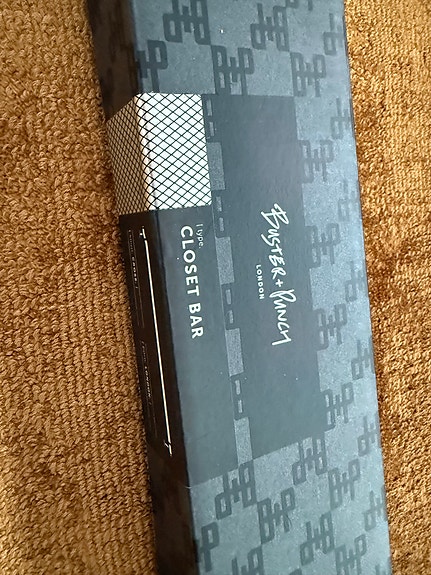 BUSTER + PUNCH
LONDON
[ type.
CLOSET BAR